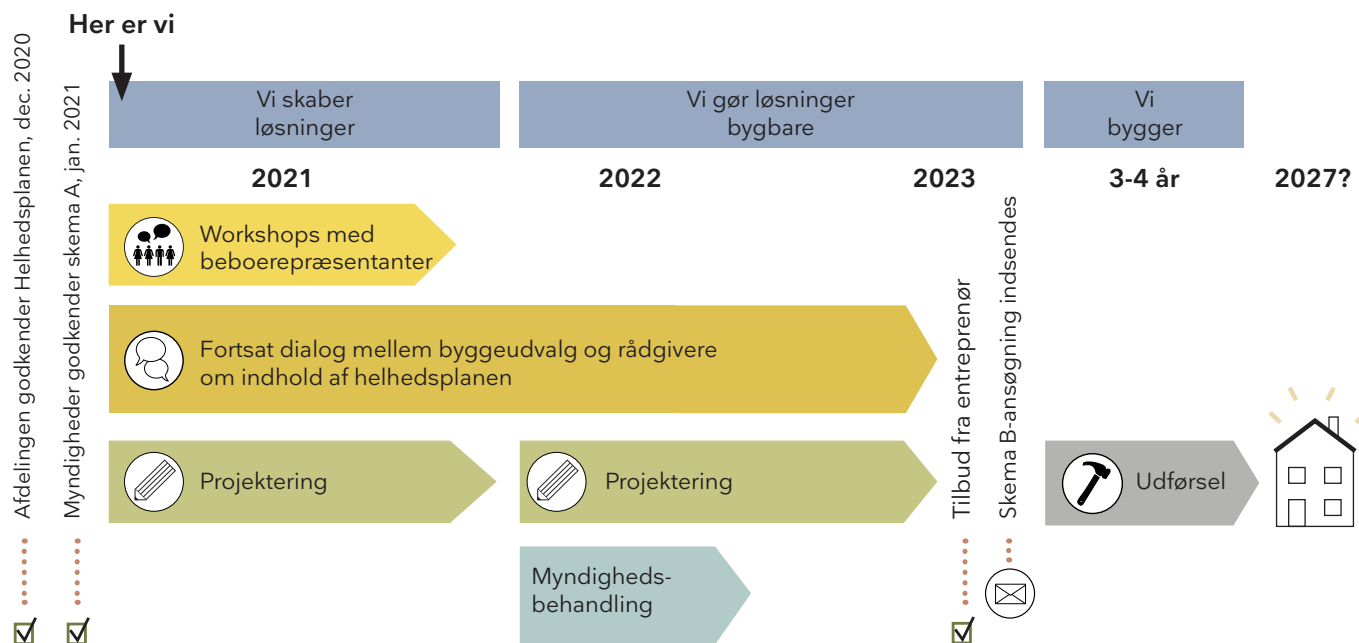 Her er vi
Afdelingen godkender Helhedsplanen, dec. 2020
Myndigheder godkender skema A, jan. 2021
Vi skaber
løsninger
Vi gør løsninger
bygbare
Vi
bygger
2021
2022
2023
3-4 år
2027?
Workshops med
beboerepræsentanter
Fortsat dialog mellem byggeudvalg og rådgivere
om indhold af helhedsplanen
Tilbud fra entreprenør
Skema B-ansøgning indsendes
Projektering
Projektering
Udførsel
Myndigheds-
behandling